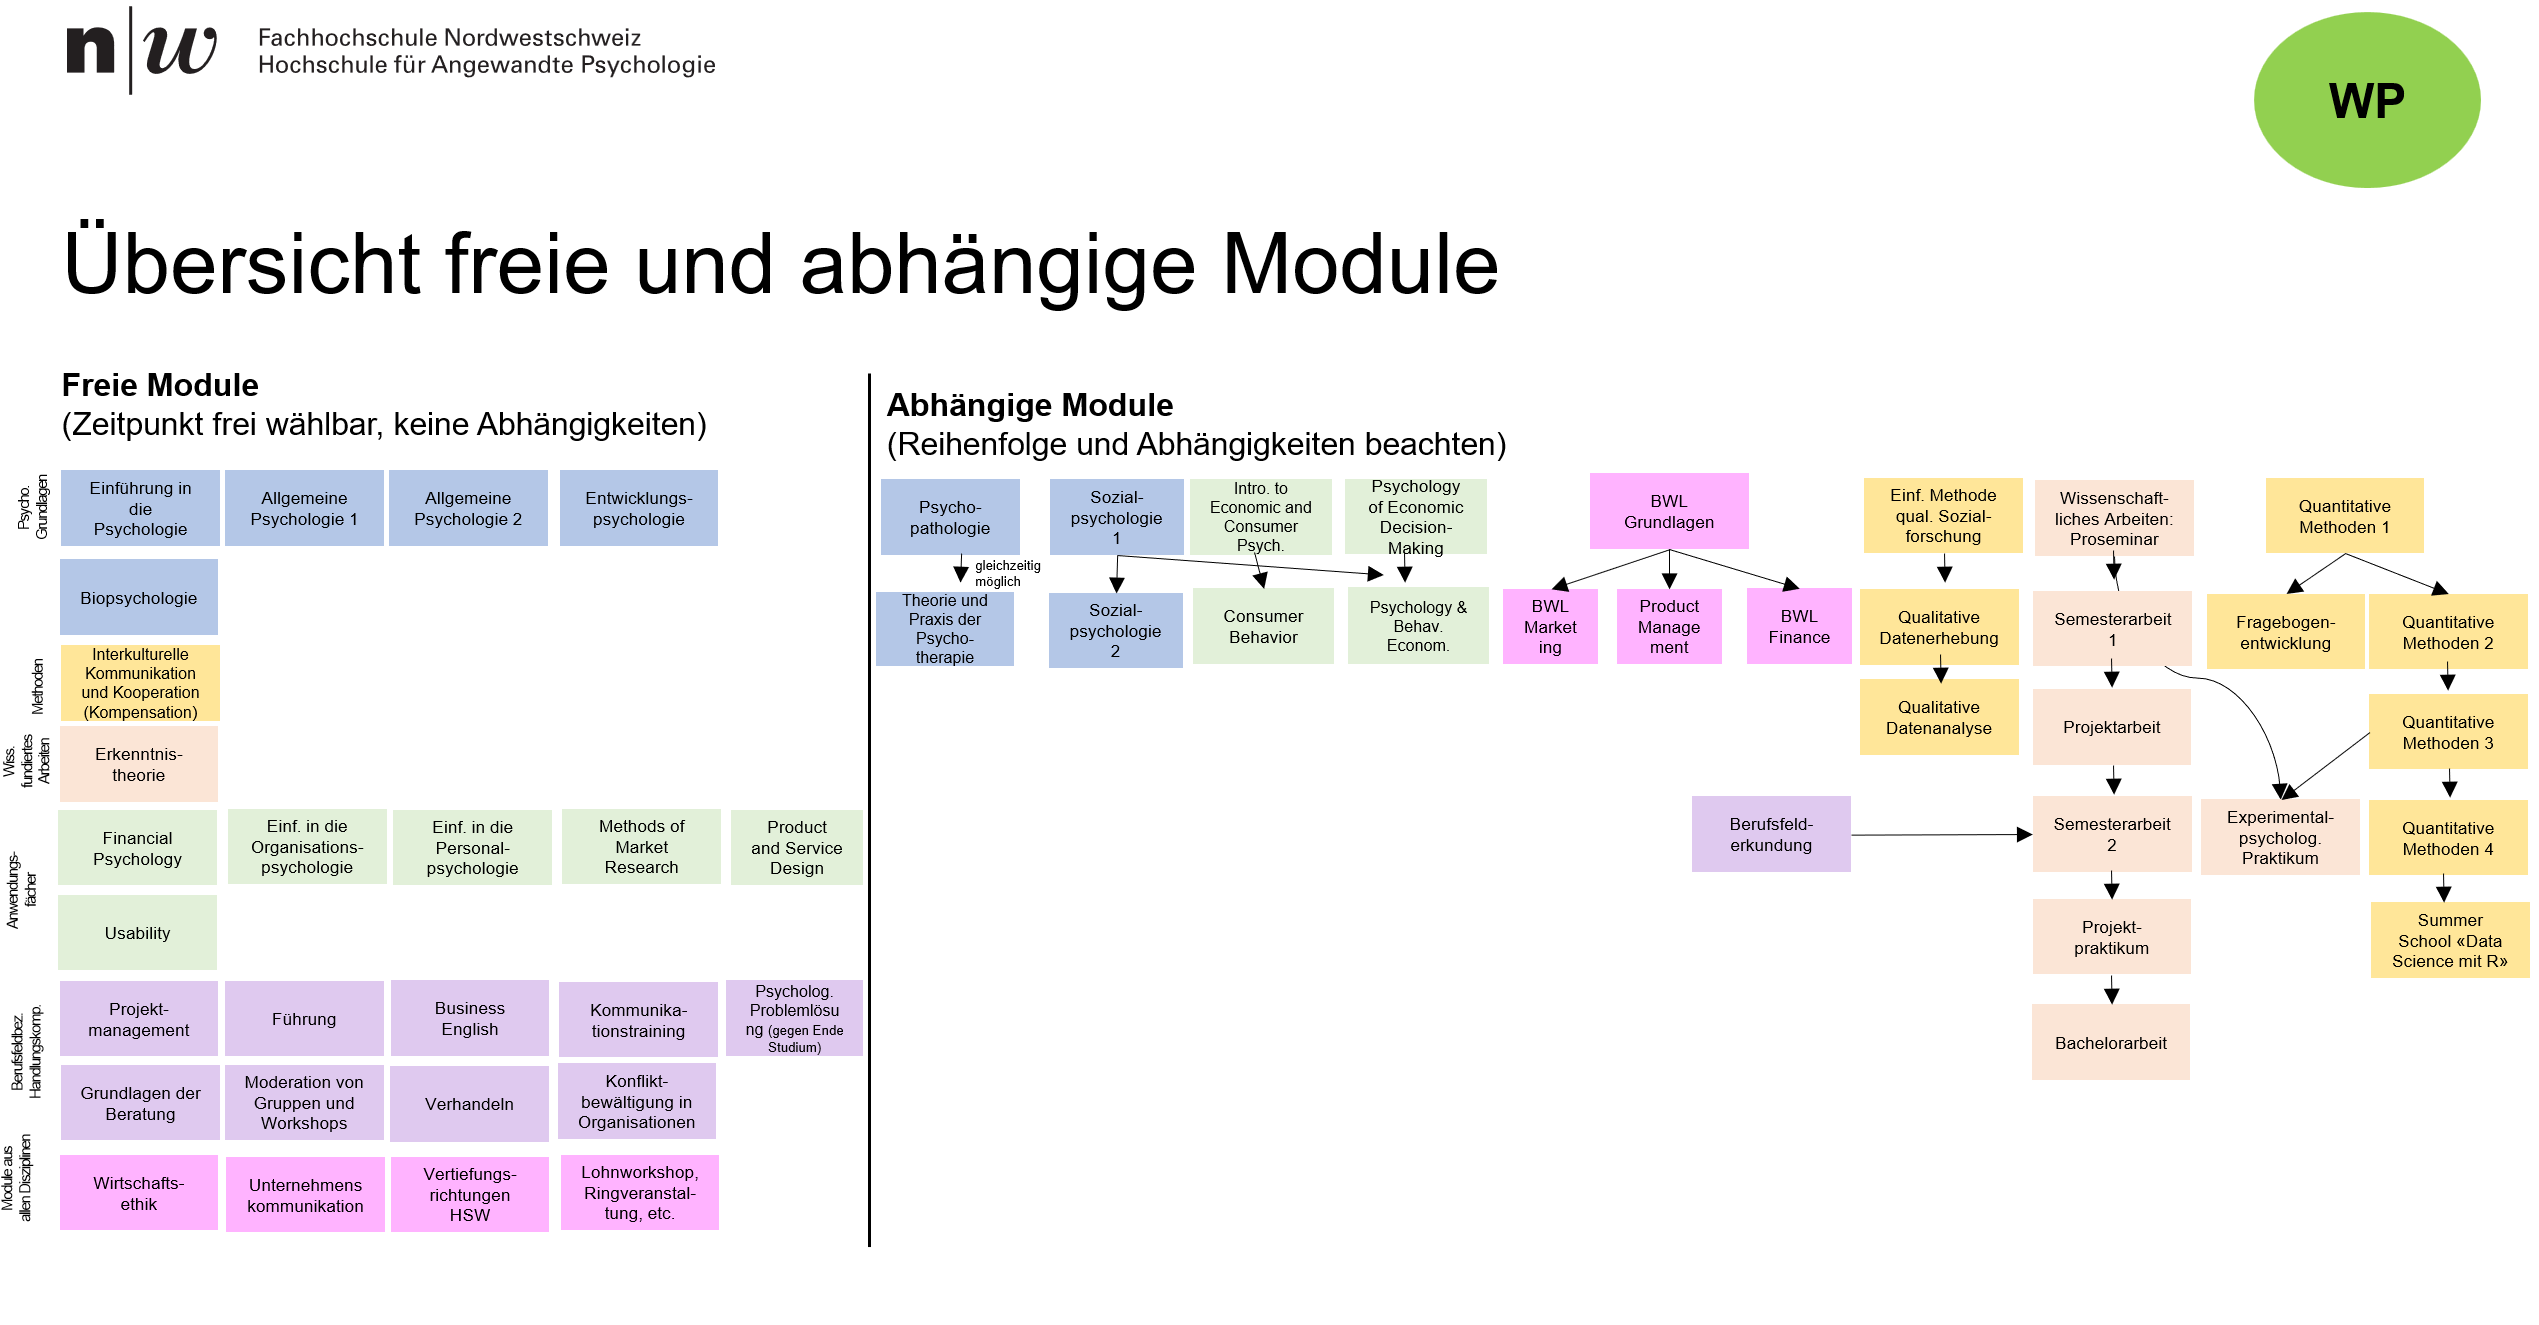 n|w
Fachhochschule Nordwestschweiz
Hochschule für Angewandte Psychologie
WP
Übersicht freie und abhängige Module
Freie Module
(Zeitpunkt frei wählbar, keine Abhängigkeiten)
Psycho.
Grundlagen
Einführung in
die
Psychologie
Allgemeine
Psychologie 1
Allgemeine
Psychologie 2
Entwicklungs-
psychologie
Biopsychologie
Methoden
Interkulturelle
Kommunikation
und Kooperation
(Kompensation)
Wiss.
fundiertes
Arbeiten
Erkenntnis-
theorie
Anwendungs-
fächer
Financial
Psychology
Einf. in die
Organisations-
psychologie
Einf. in die
Personal-
psychologie
Methods of
Market
Research
Product
and Service
Design
Usability
Berufsfeldbez.
Handlungskomp.
Projekt-
management
Führung
Business
English
Kommunika-
tionstraining
Psycholog.
Problemlösu
ng (gegen Ende
Studium)
Grundlagen der
Beratung
Moderation von
Gruppen und
Workshops
Verhandeln
Konflikt-
bewältigung in
Organisationen
Module aus
allen Disziplinen
Wirtschafts-
ethik
Unternehmens
kommunikation
Vertiefungs-
richtungen
HSW
Lohnworkshop,
Ringveranstal-
tung, etc.
Abhängige Module
(Reihenfolge und Abhängigkeiten beachten)
Psycho-
pathologie
gleichzeitig
möglich
Theorie und
Praxis der
Psycho-
therapie
Sozial-
psychologie
1
Sozial-
psychologie
2
Intro. to
Economic and
Consumer
Psych.
Consumer
Behavior
Psychology
of Economic
Decision-
Making
Psychology &
Behav.
Econom.
BWL
Grundlagen
BWL
Market
ing
Product
Manage
ment
BWL
Finance
Einf. Methode
qual. Sozial-
forschung
Qualitative
Datenerhebung
Qualitative
Datenanalyse
Wissenschaft-
liches Arbeiten:
Proseminar
Semesterarbeit
1
Projektarbeit
Berufsfeld-
erkundung
Semesterarbeit
2
Projekt-
praktikum
Bachelorarbeit
Quantitative
Methoden 1
Fragebogen-
entwicklung
Quantitative
Methoden 2
Quantitative
Methoden 3
Experimental-
psycholog.
Praktikum
Quantitative
Methoden 4
Summer
School «Data
Science mit R»